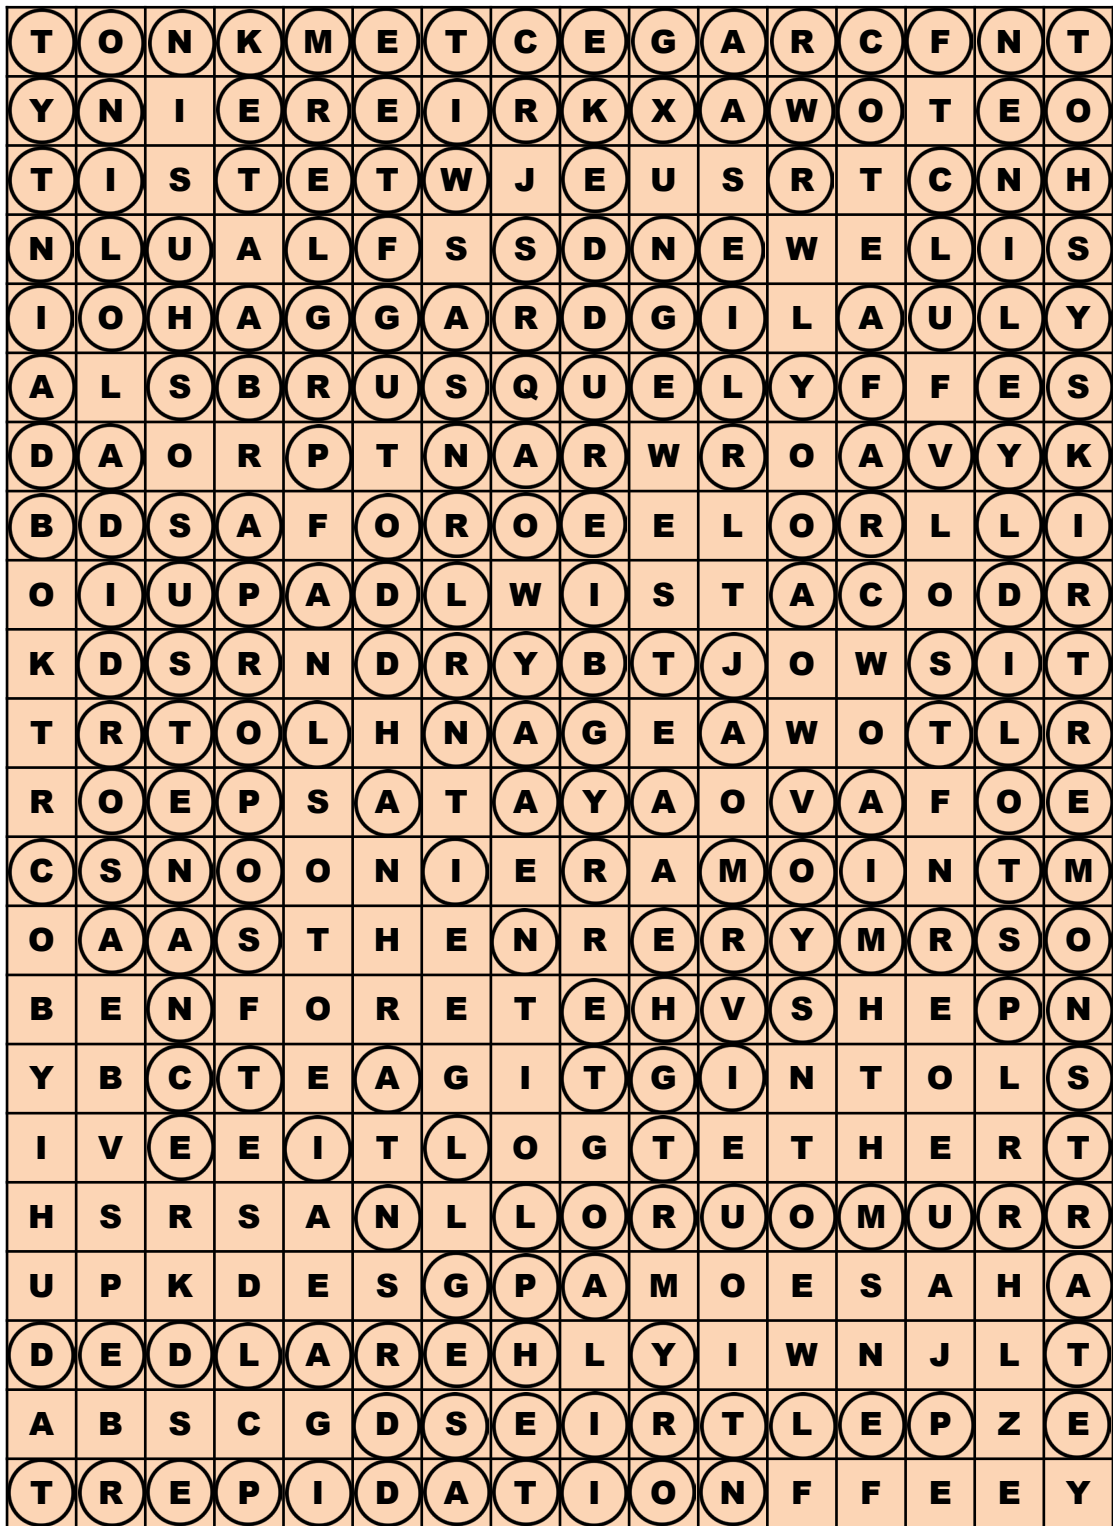 T O N K M E T C E G A R C F N T
Y N I E R E I R K X A W O T E O
T I S T E T W J E U S R T C N H
N L U A L F S S D N E W E L I S
I O H A G G A R D G I L A U L Y
A L S B R U S Q U E L Y F F E S
D A O R P T N A R W R O A V Y K
B D S A F O R O E E L O R L L I
O I U P A D L W I S T A C O D R
K D S R N D R Y B T J O W S I T
T R T O L H N A G E A W O T L R
R O E P S A T A Y A O V A F O E
C S N O O N I E R A M O I N T M
O A A S T H E N R E R Y M R S O
B E N F O R E T E H V S H E P N
Y B C T E A G I T G I N T O L S
I V E E I T L O G T E T H E R T
H S R S A N L L O R U O M U R R
U P K D E S G P A M O E S A H A
D E D L A R E H L Y I W N J L T
A B S C G D S E I R T L E P Z E
T R E P I D A T I O N F F E E Y